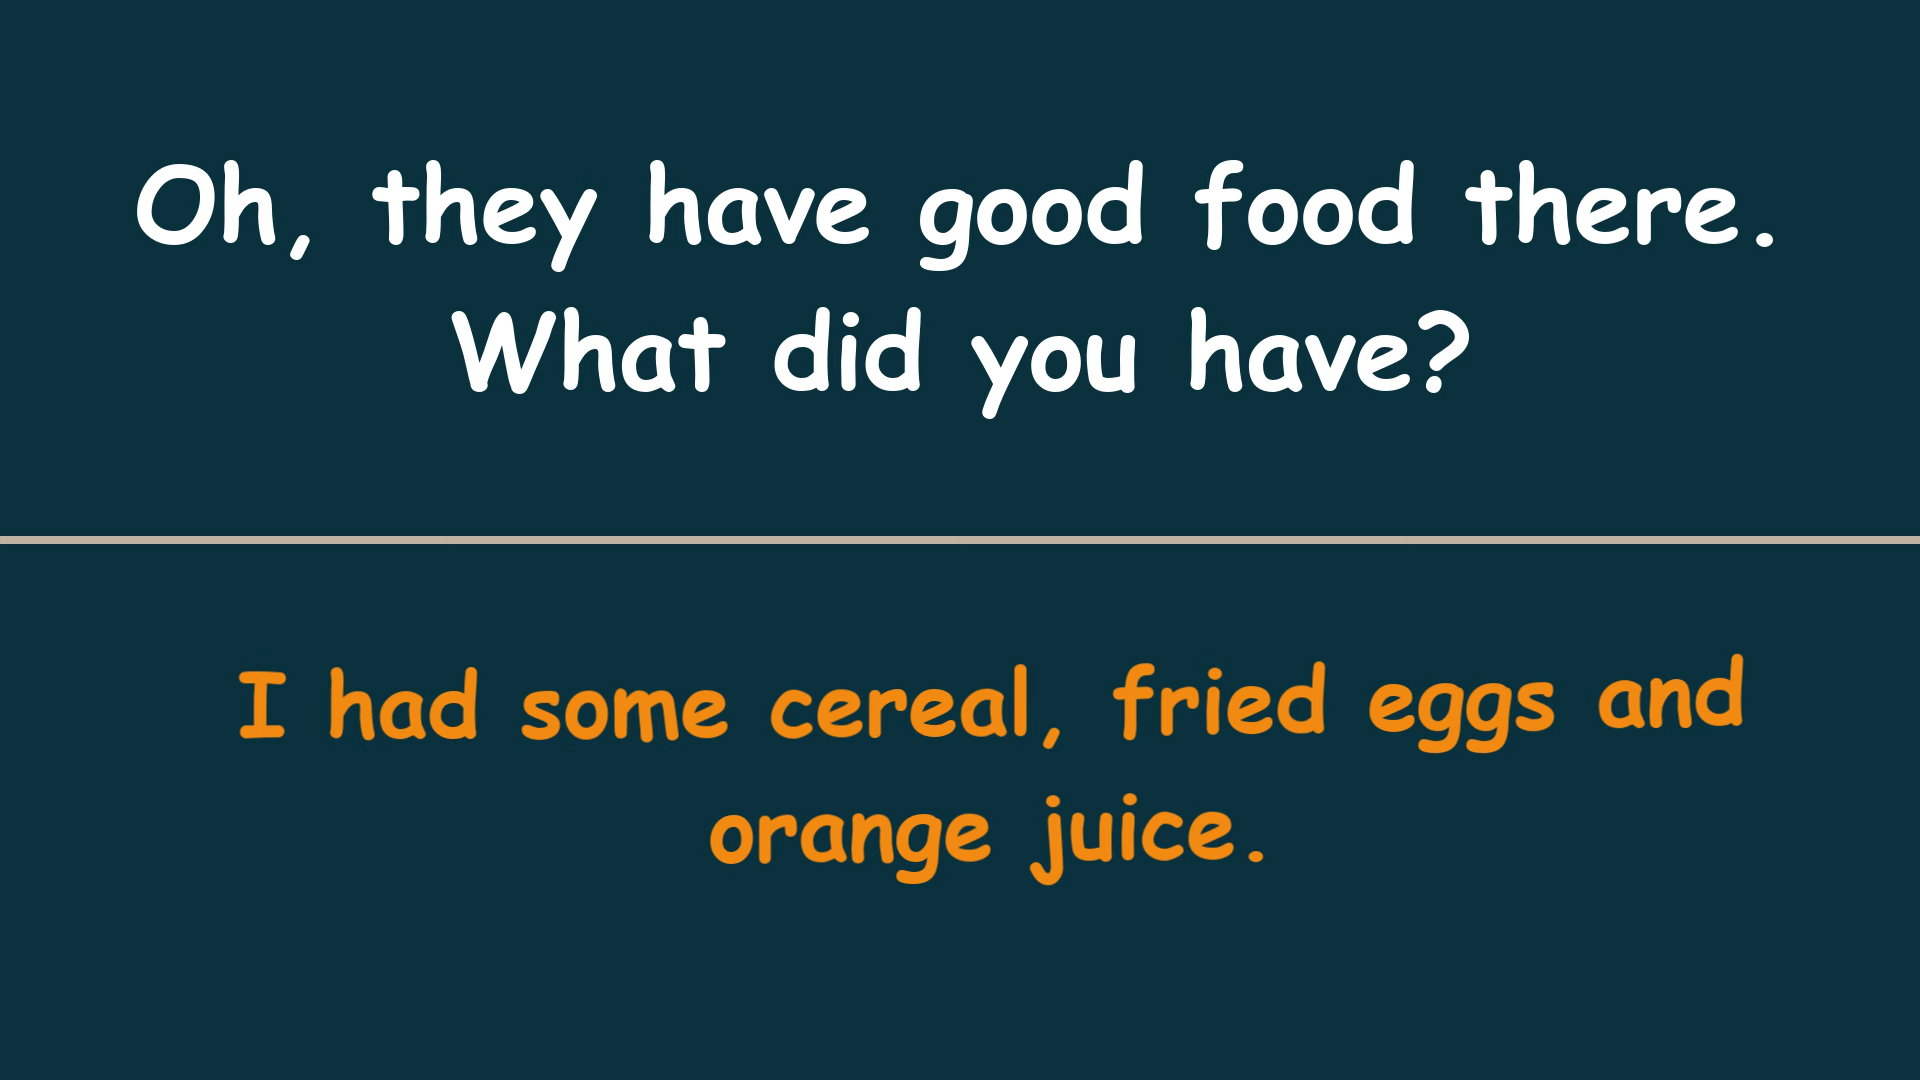 Oh, they have good food there.
What did you have?
I had some cereal, fried eggs and
orange juice.